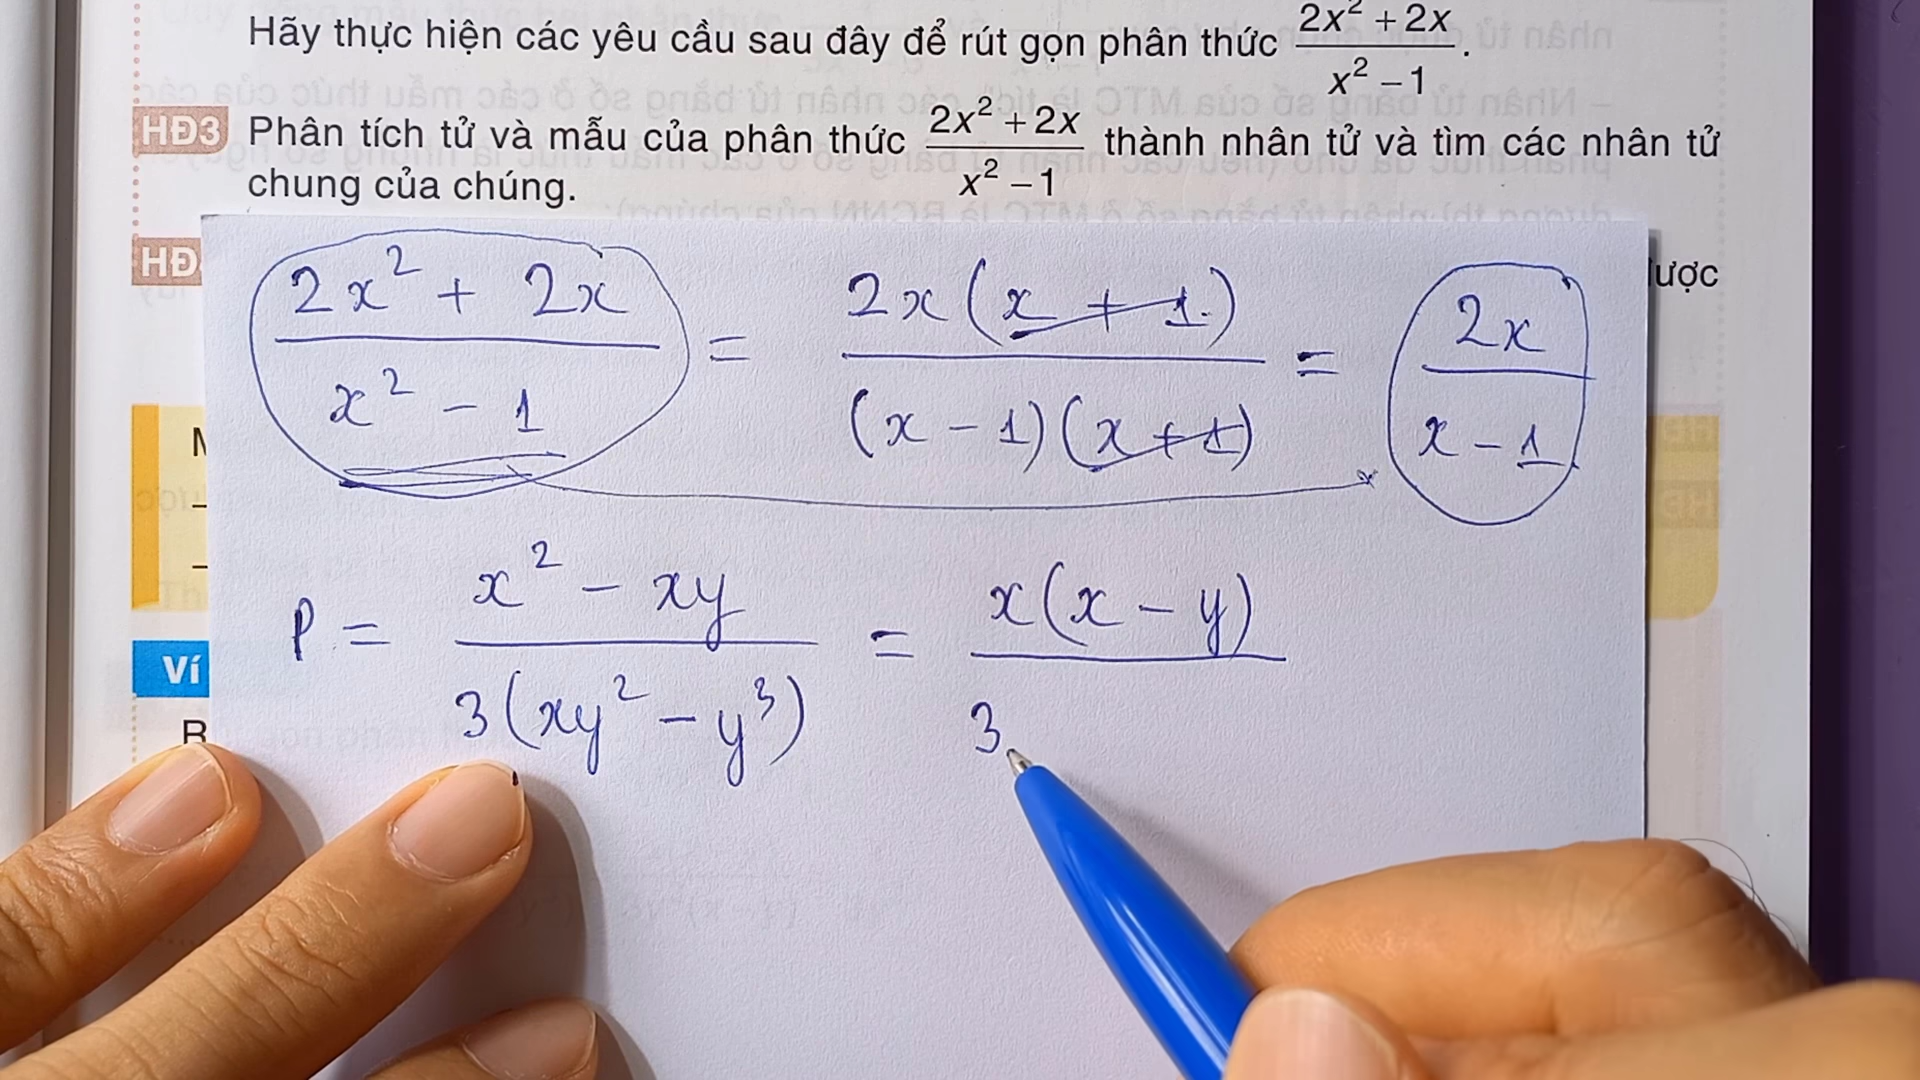 Hãy thực hiện các yêu cầu sau đây để rút gọn phân thức (2x² + 2x)/(x² − 1).
HĐ3 Phân tích tử và mẫu của phân thức (2x² + 2x)/(x² − 1) thành nhân tử và tìm các nhân tử
chung của chúng.
HĐ
lược
(2x² + 2x)/(x² − 1) = 2x(x + 1)/((x − 1)(x + 1)) = 2x/(x − 1)
P = (x² − xy)/(3(xy² − y³)) = x(x − y)/3
Ví